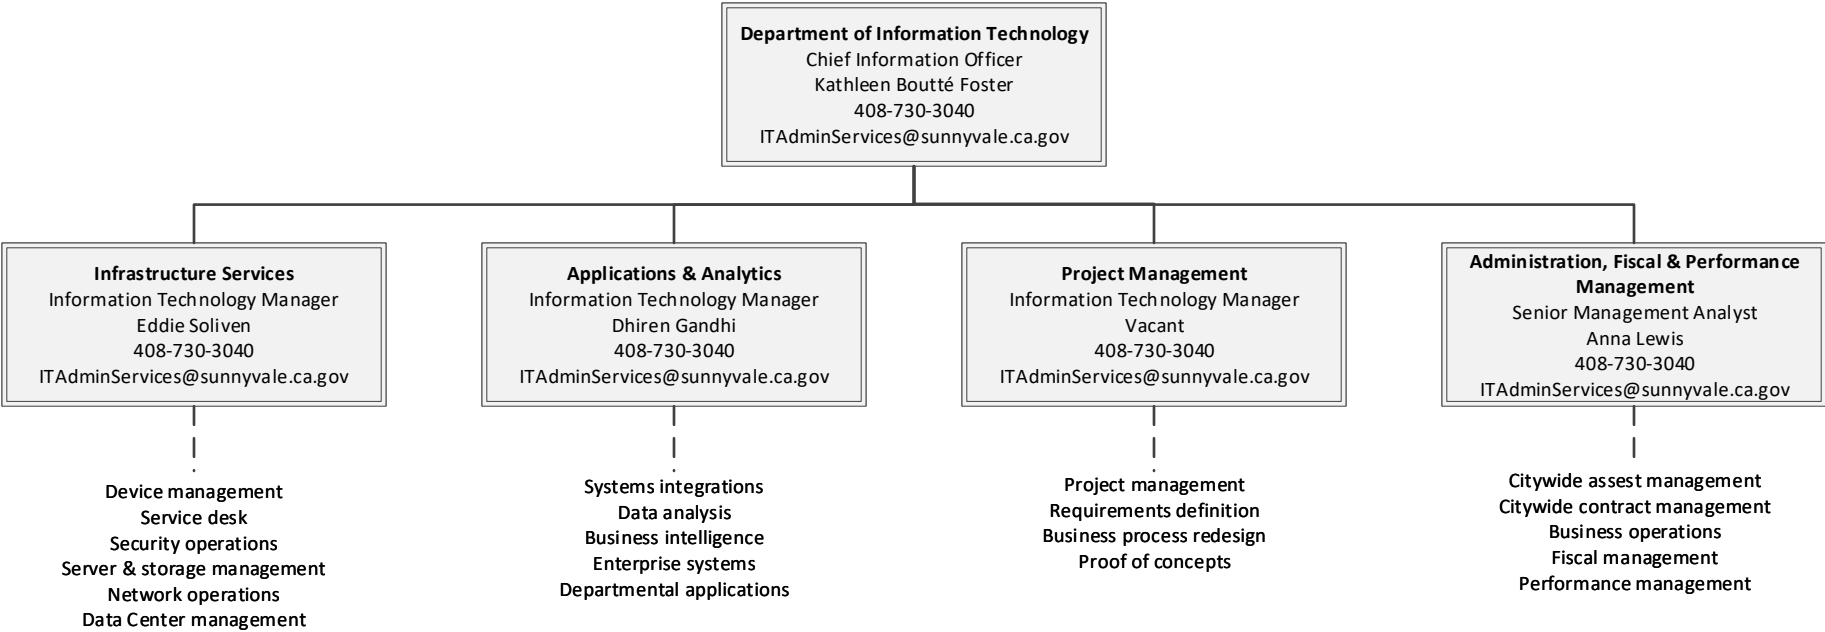 Department of Information Technology
Chief Information Officer
Kathleen Boutté Foster
408-730-3040
ITAdminServices@sunnyvale.ca.gov
Infrastructure Services
Information Technology Manager
Eddie Soliven
408-730-3040
ITAdminServices@sunnyvale.ca.gov
Applications & Analytics
Information Technology Manager
Dhiren Gandhi
408-730-3040
ITAdminServices@sunnyvale.ca.gov
Project Management
Information Technology Manager
Vacant
408-730-3040
ITAdminServices@sunnyvale.ca.gov
Administration, Fiscal & Performance
Management
Senior Management Analyst
Anna Lewis
408-730-3040
ITAdminServices@sunnyvale.ca.gov
Device management
Service desk
Security operations
Server & storage management
Network operations
Data Center management
Systems integrations
Data analysis
Business intelligence
Enterprise systems
Departmental applications
Project management
Requirements definition
Business process redesign
Proof of concepts
Citywide assest management
Citywide contract management
Business operations
Fiscal management
Performance management